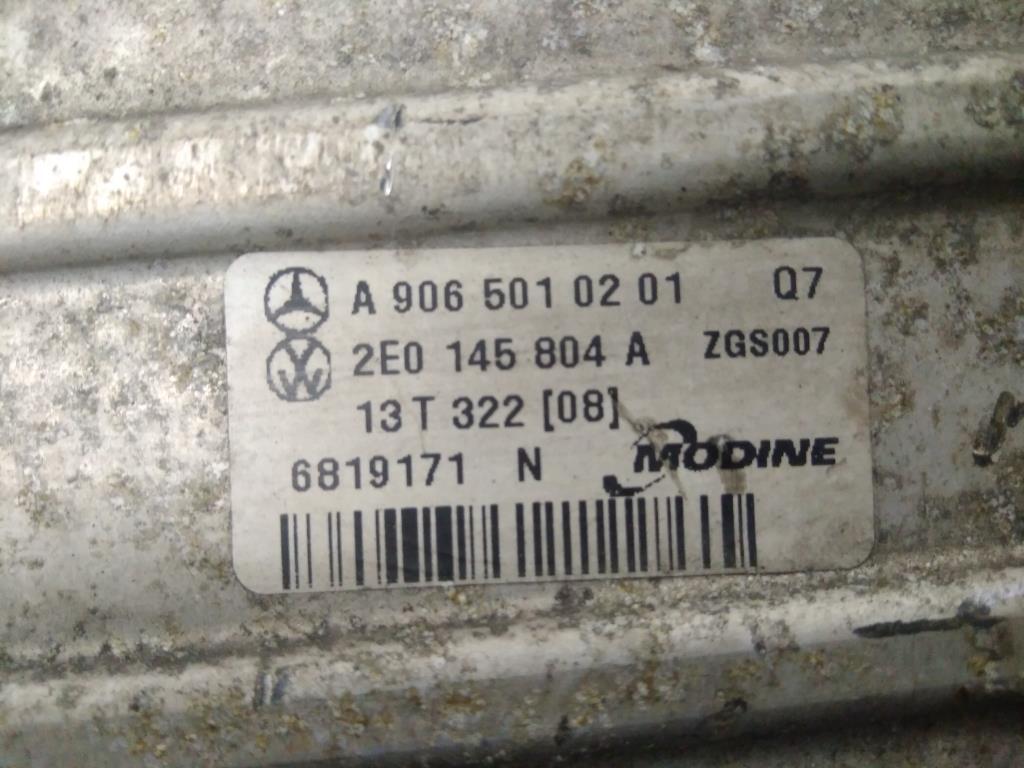 A 906 501 02 01 Q7
2E0 145 804 A ZGS007
13 T 322 [08]
6819171 N MODINE